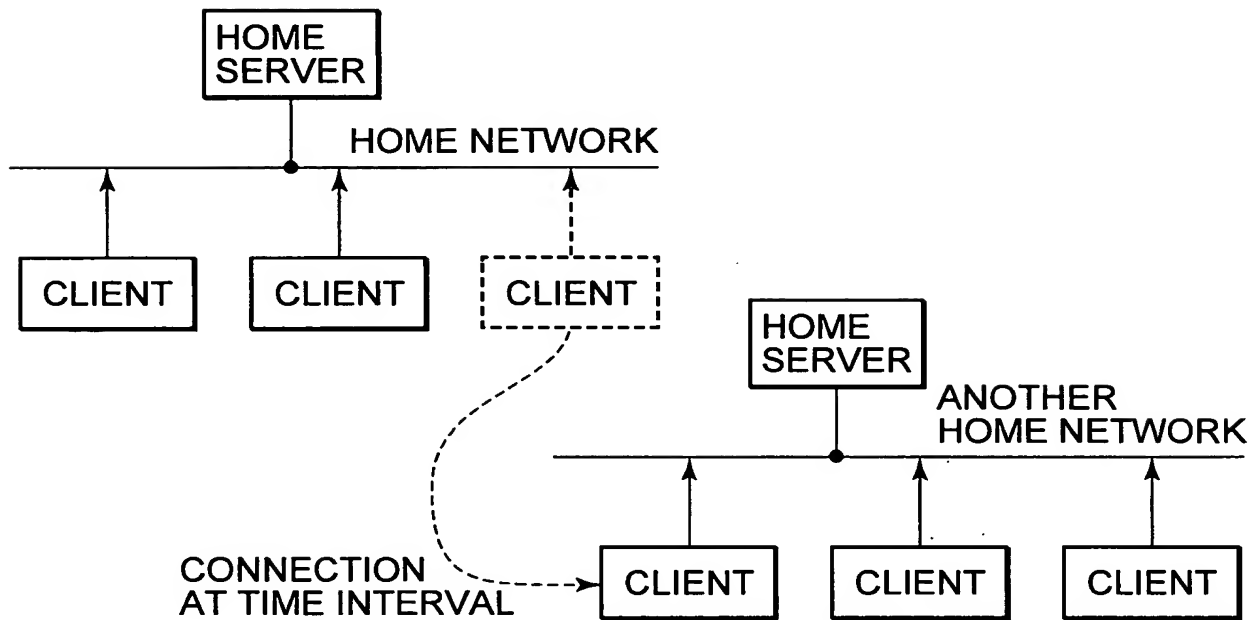 HOME
SERVER
HOME NETWORK
CLIENT
CLIENT
CLIENT
HOME
SERVER
ANOTHER
HOME NETWORK
CONNECTION
AT TIME INTERVAL
CLIENT
CLIENT
CLIENT